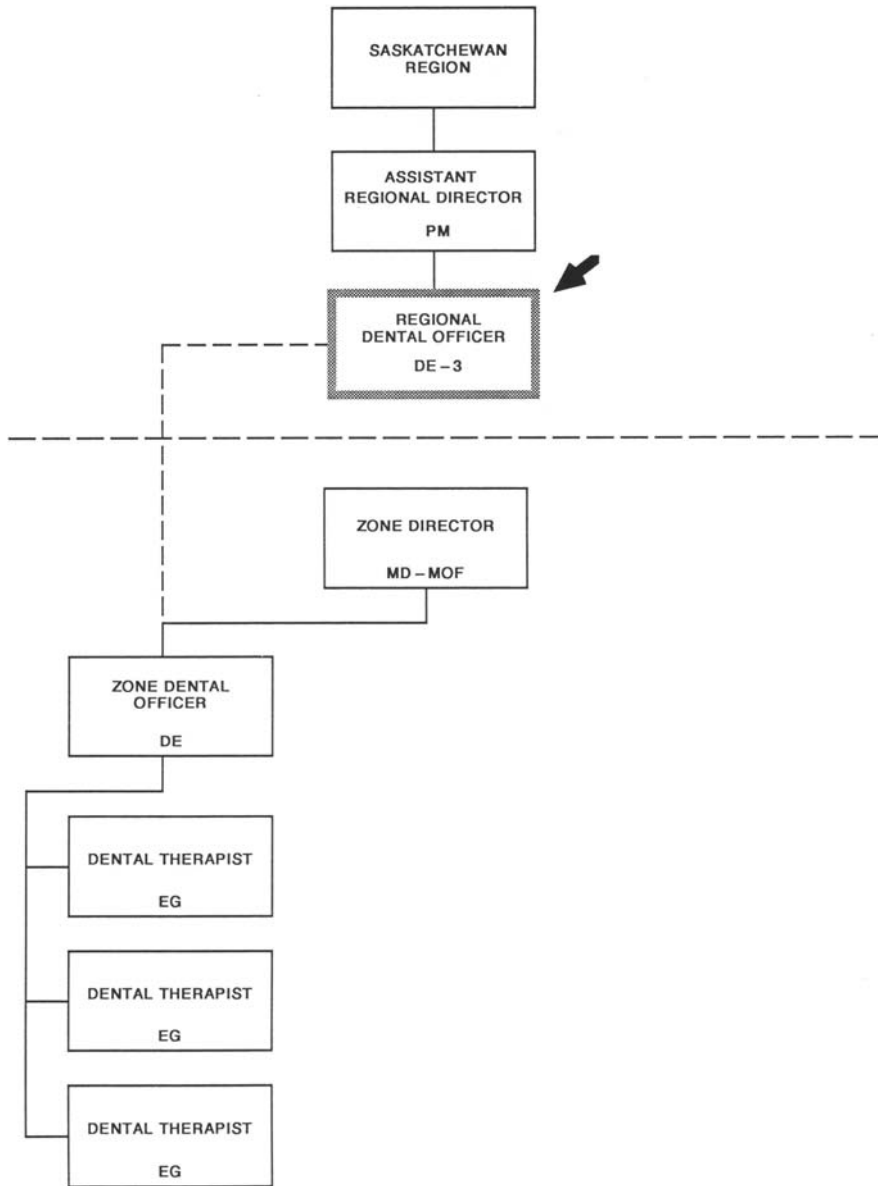 SASKATCHEWAN
REGION
ASSISTANT
REGIONAL DIRECTOR
PM
REGIONAL
DENTAL OFFICER
DE–3
ZONE DIRECTOR
MD–MOF
ZONE DENTAL
OFFICER
DE
DENTAL THERAPIST
EG
DENTAL THERAPIST
EG
DENTAL THERAPIST
EG